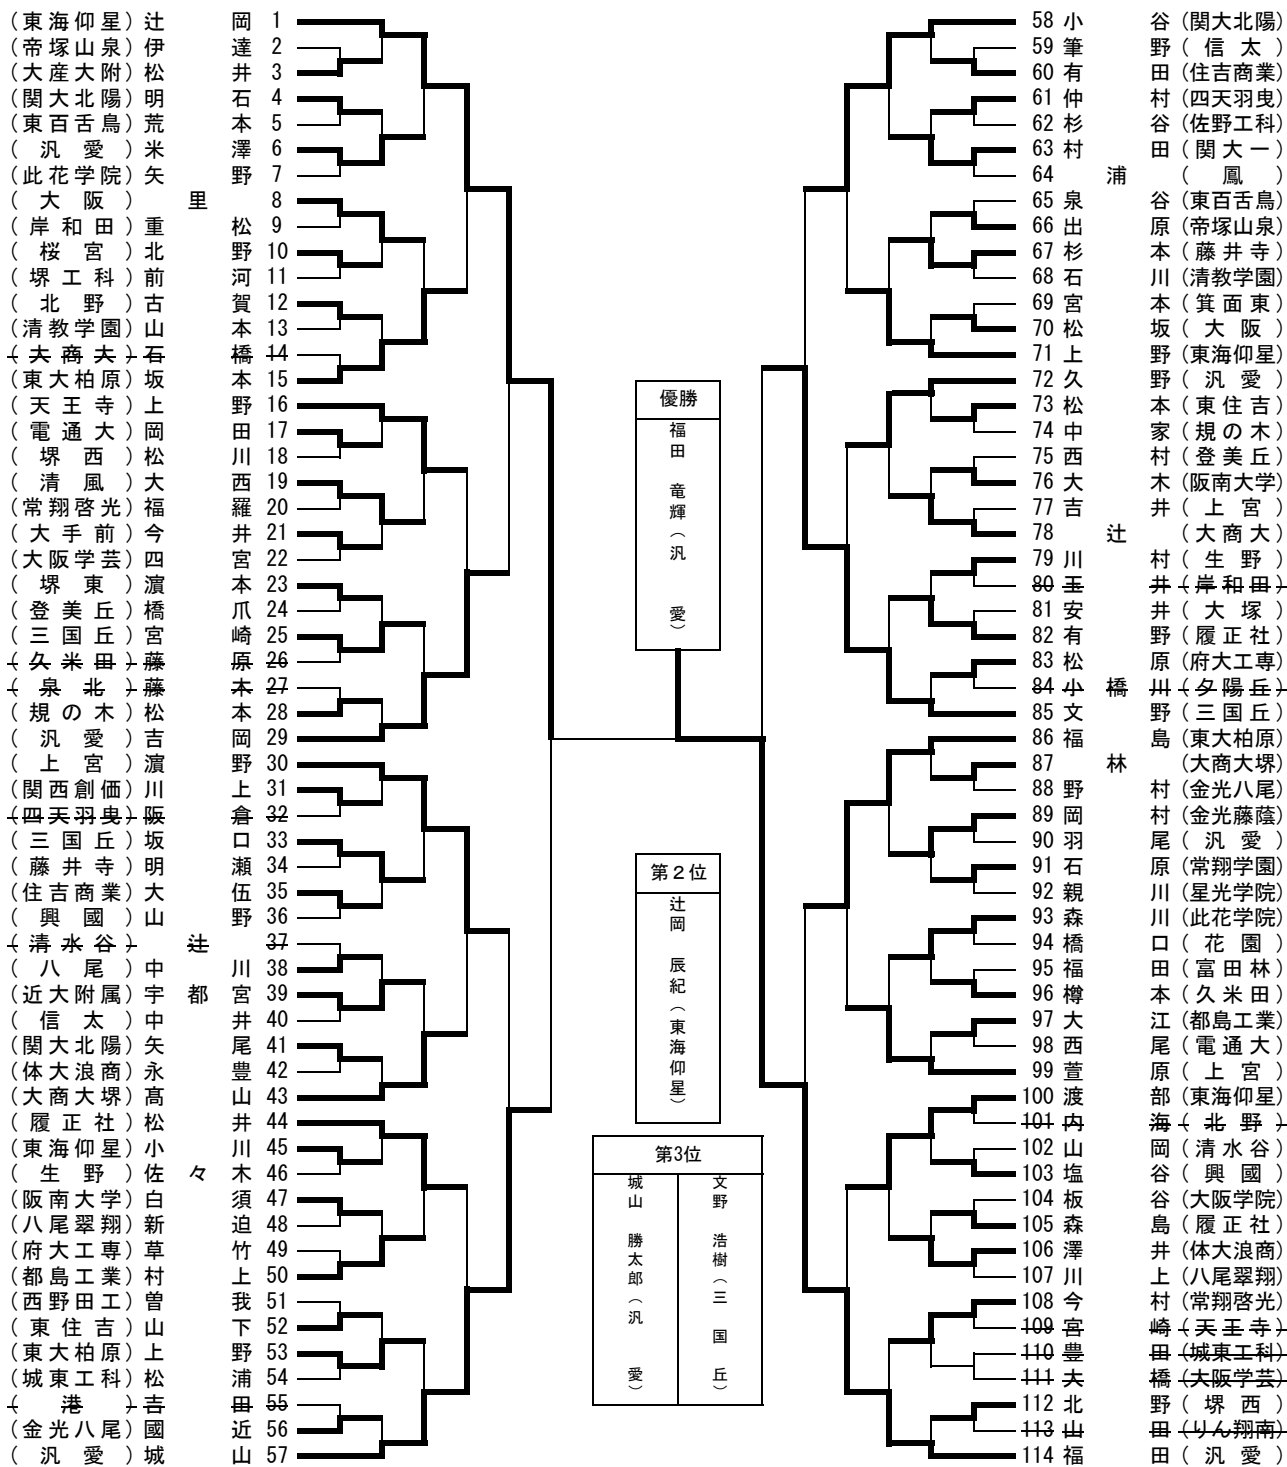 (東海仰星)辻岡 1
(帝塚山泉)伊達 2
(大産大附)松井 3
(関大北陽)明石 4
(東百舌鳥)荒本 5
(汎愛)米澤 6
(此花学院)矢野 7
(大阪)里 8
(岸和田)重松 9
(桜宮)北野 10
(堺工科)前河 11
(北野)古賀 12
(清教学園)山本 13
(大商大)石橋 14
(東大柏原)坂本 15
(天王寺)上野 16
(電通大)岡田 17
(堺西)松川 18
(清風)大西 19
(常翔啓光)福羅 20
(大手前)今井 21
(大阪学芸)四宮 22
(堺東)濵本 23
(登美丘)橋爪 24
(三国丘)宮崎 25
(久米田)藤原 26
(泉北)藤木 27
(規の木)松本 28
(汎愛)吉岡 29
(上宮)濵野 30
(関西創価)川上 31
(四天羽曳)阪倉 32
(三国丘)坂口 33
(藤井寺)明瀬 34
(住吉商業)大伍 35
(興國)山野 36
(清水谷)辻 37
(八尾)中川 38
(近大附属)宇都宮 39
(信太)中井 40
(関大北陽)矢尾 41
(体大浪商)永豊 42
(大商大堺)髙山 43
(履正社)松井 44
(東海仰星)小川 45
(生野)佐々木 46
(阪南大学)白須 47
(八尾翠翔)新迫 48
(府大工専)草竹 49
(都島工業)村上 50
(西野田工)曽我 51
(東住吉)山下 52
(東大柏原)上野 53
(城東工科)松浦 54
(港)吉田 55
(金光八尾)國近 56
(汎愛)城山 57
優勝
福田 竜輝(汎愛)
第2位
辻岡 辰紀(東海仰星)
第3位
城山 勝太郎(汎愛)
文野 浩樹(三国丘)
58 小谷(関大北陽)
59 筆野(信太)
60 有田(住吉商業)
61 仲村(四天羽曳)
62 杉谷(佐野工科)
63 村田(関大一)
64 浦(鳳)
65 泉谷(東百舌鳥)
66 出原(帝塚山泉)
67 杉本(藤井寺)
68 石川(清教学園)
69 宮本(箕面東)
70 松坂(大阪)
71 上野(東海仰星)
72 久野(汎愛)
73 松本(東住吉)
74 中家(規の木)
75 西村(登美丘)
76 大木(阪南大学)
77 吉井(上宮)
78 辻(大商大)
79 川村(生野)
80 玉井(岸和田)
81 安井(大塚)
82 有野(履正社)
83 松原(府大工専)
84 小橋川(夕陽丘)
85 文野(三国丘)
86 福島(東大柏原)
87 林(大商大堺)
88 野村(金光八尾)
89 岡村(金光藤蔭)
90 羽尾(汎愛)
91 石原(常翔学園)
92 親川(星光学院)
93 森川(此花学院)
94 橋口(花園)
95 福田(富田林)
96 樽本(久米田)
97 大江(都島工業)
98 西尾(電通大)
99 萱原(上宮)
100 渡部(東海仰星)
101 内海(北野)
102 山岡(清水谷)
103 塩谷(興國)
104 板谷(大阪学院)
105 森島(履正社)
106 澤井(体大浪商)
107 川上(八尾翠翔)
108 今村(常翔啓光)
109 宮崎(天王寺)
110 豊田(城東工科)
111 大橋(大阪学芸)
112 北野(堺西)
113 山田(りん翔南)
114 福田(汎愛)